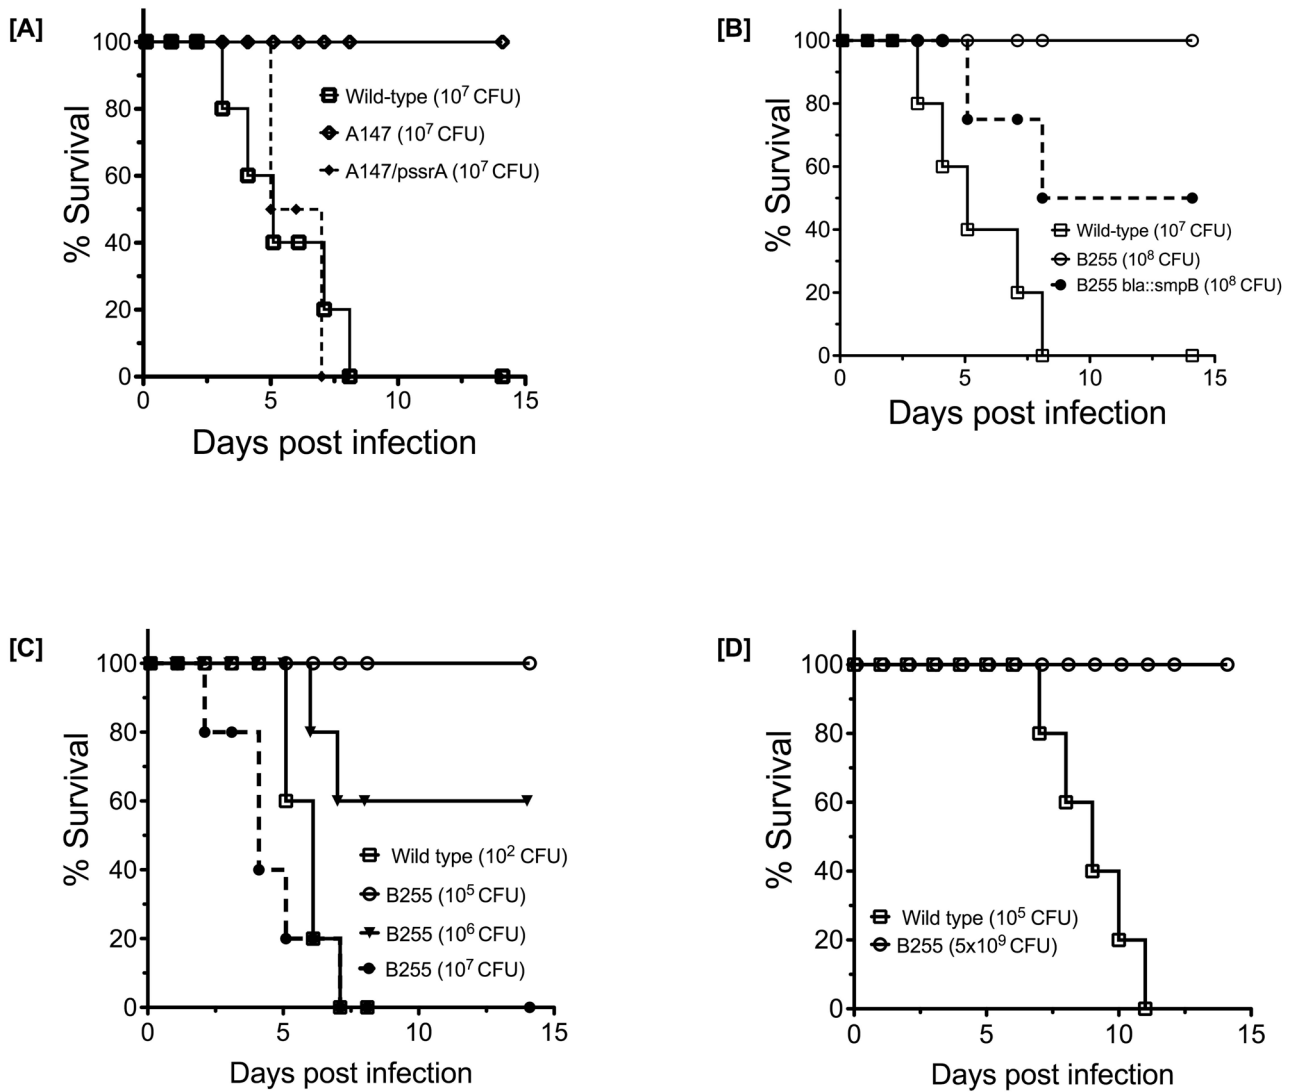 [A]
% Survival
100
80
60
40
20
0
0 5 10 15
Days post infection
Wild-type (10⁷ CFU)
A147 (10⁷ CFU)
A147/pssrA (10⁷ CFU)
[B]
% Survival
100
80
60
40
20
0
0 5 10 15
Days post infection
Wild-type (10⁷ CFU)
B255 (10⁸ CFU)
B255 bla::smpB (10⁸ CFU)
[C]
% Survival
100
80
60
40
20
0
0 5 10 15
Days post infection
Wild type (10² CFU)
B255 (10⁵ CFU)
B255 (10⁶ CFU)
B255 (10⁷ CFU)
[D]
% Survival
100
80
60
40
20
0
0 5 10 15
Days post infection
Wild type (10⁵ CFU)
B255 (5x10⁹ CFU)